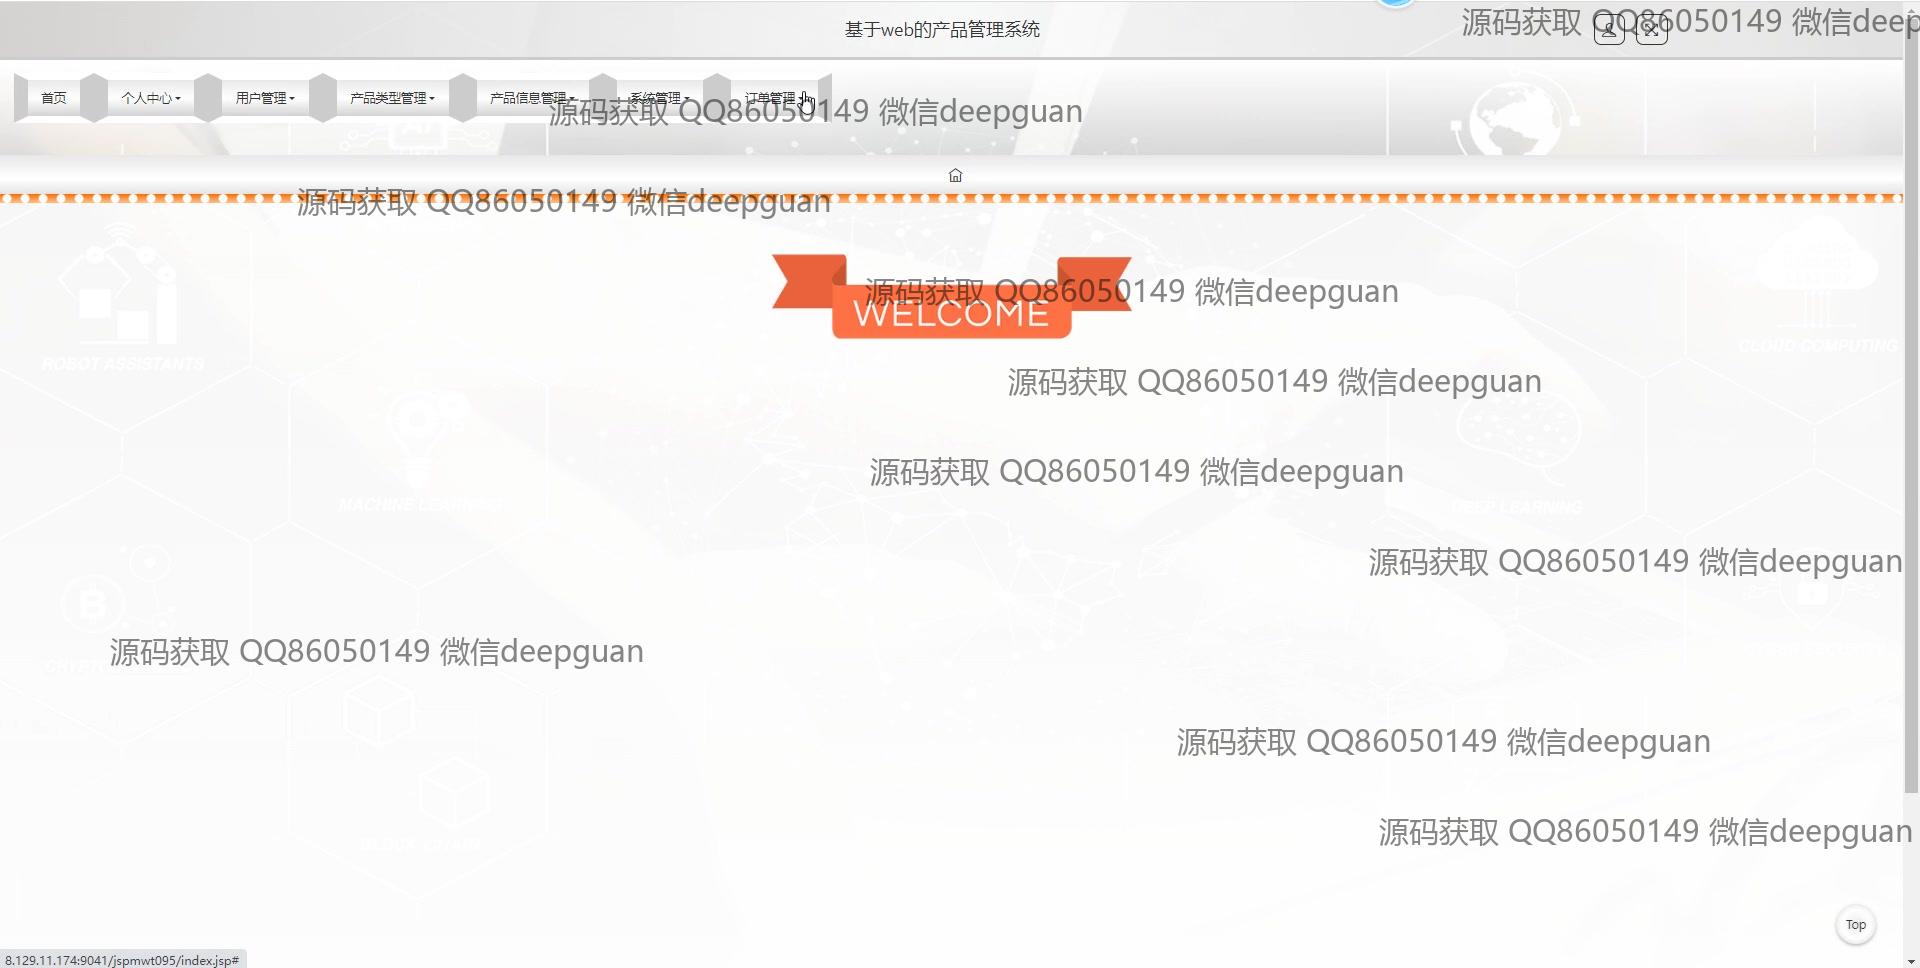 基于web的产品管理系统
源码获取 QQ86050149 微信deep
首页
个人中心
用户管理
产品类型管理
产品信息管理
系统管理
订单管理
源码获取 QQ86050149 微信deepguan
源码获取 QQ86050149 微信deepguan
源码获取 QQ86050149 微信deepguan
WELCOME
ROBOT ASSISTANTS
CLOUD COMPUTING
源码获取 QQ86050149 微信deepguan
源码获取 QQ86050149 微信deepguan
MACHINE LEARNING
DEEP LEARNING
源码获取 QQ86050149 微信deepguan
源码获取 QQ86050149 微信deepguan
源码获取 QQ86050149 微信deepguan
源码获取 QQ86050149 微信deepguan
BLOCK CHAIN
Top
8.129.11.174:9041/jspmwt095/index.jsp#